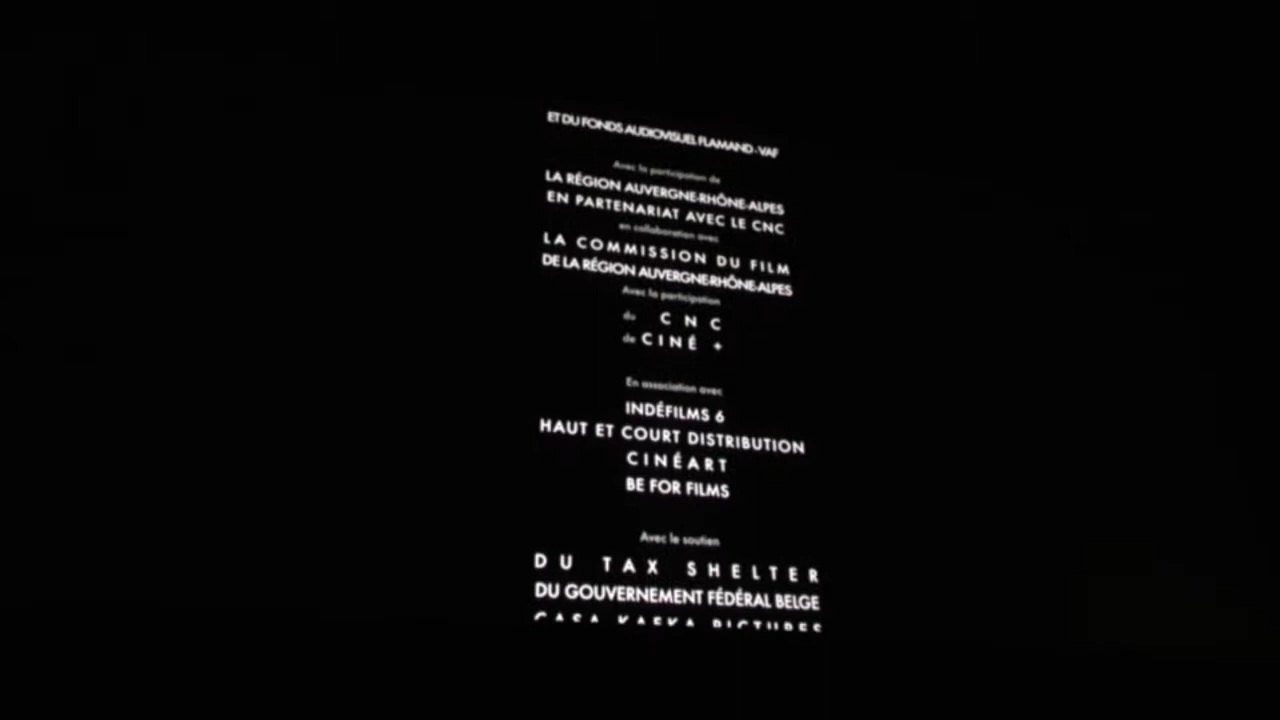 ET DU FONDS AUDIOVISUEL FLAMAND - VAF
Avec la participation de
LA RÉGION AUVERGNE-RHÔNE-ALPES
EN PARTENARIAT AVEC LE CNC
en collaboration avec
LA COMMISSION DU FILM
DE LA RÉGION AUVERGNE-RHÔNE-ALPES
Avec la participation
du CNC
de CINÉ +
En association avec
INDÉFILMS 6
HAUT ET COURT DISTRIBUTION
CINÉART
BE FOR FILMS
Avec le soutien
DU TAX SHELTER
DU GOUVERNEMENT FÉDÉRAL BELGE
CASA KAFKA PICTURES